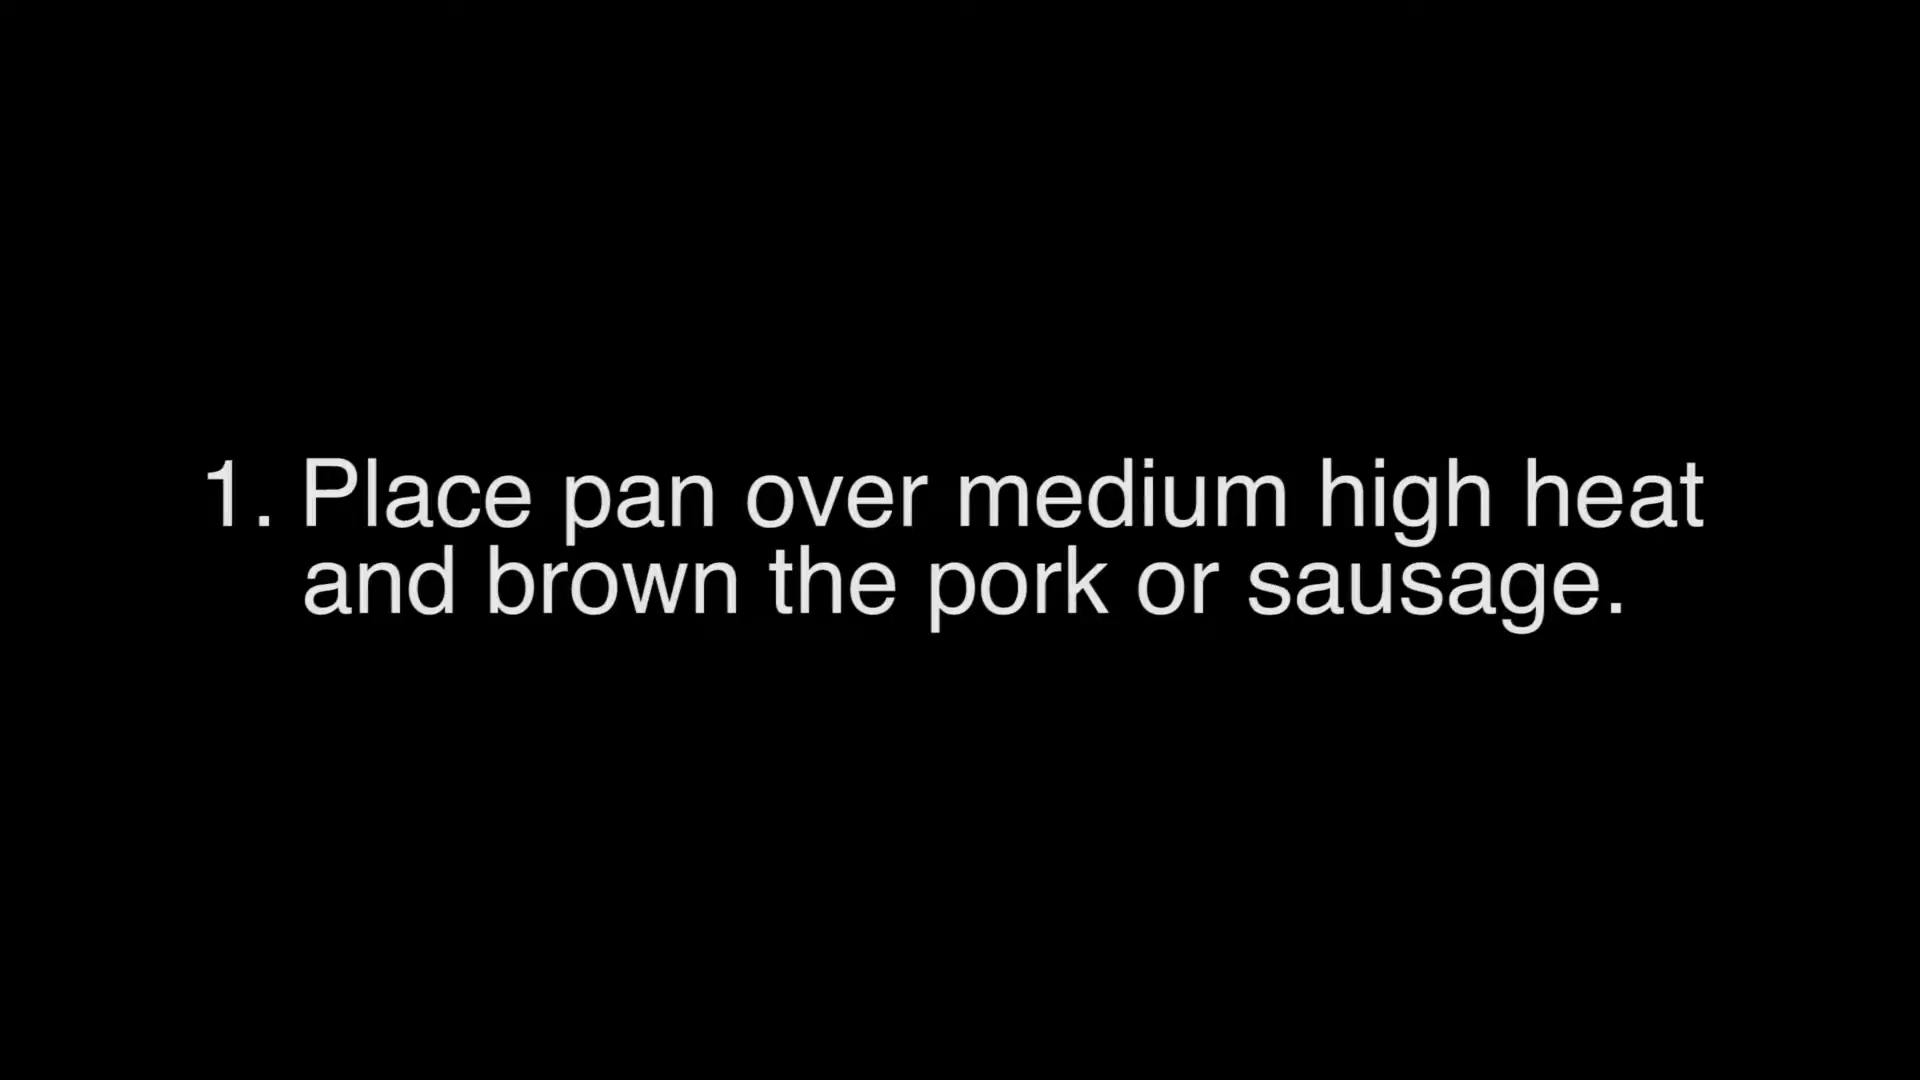 1. Place pan over medium high heat
and brown the pork or sausage.